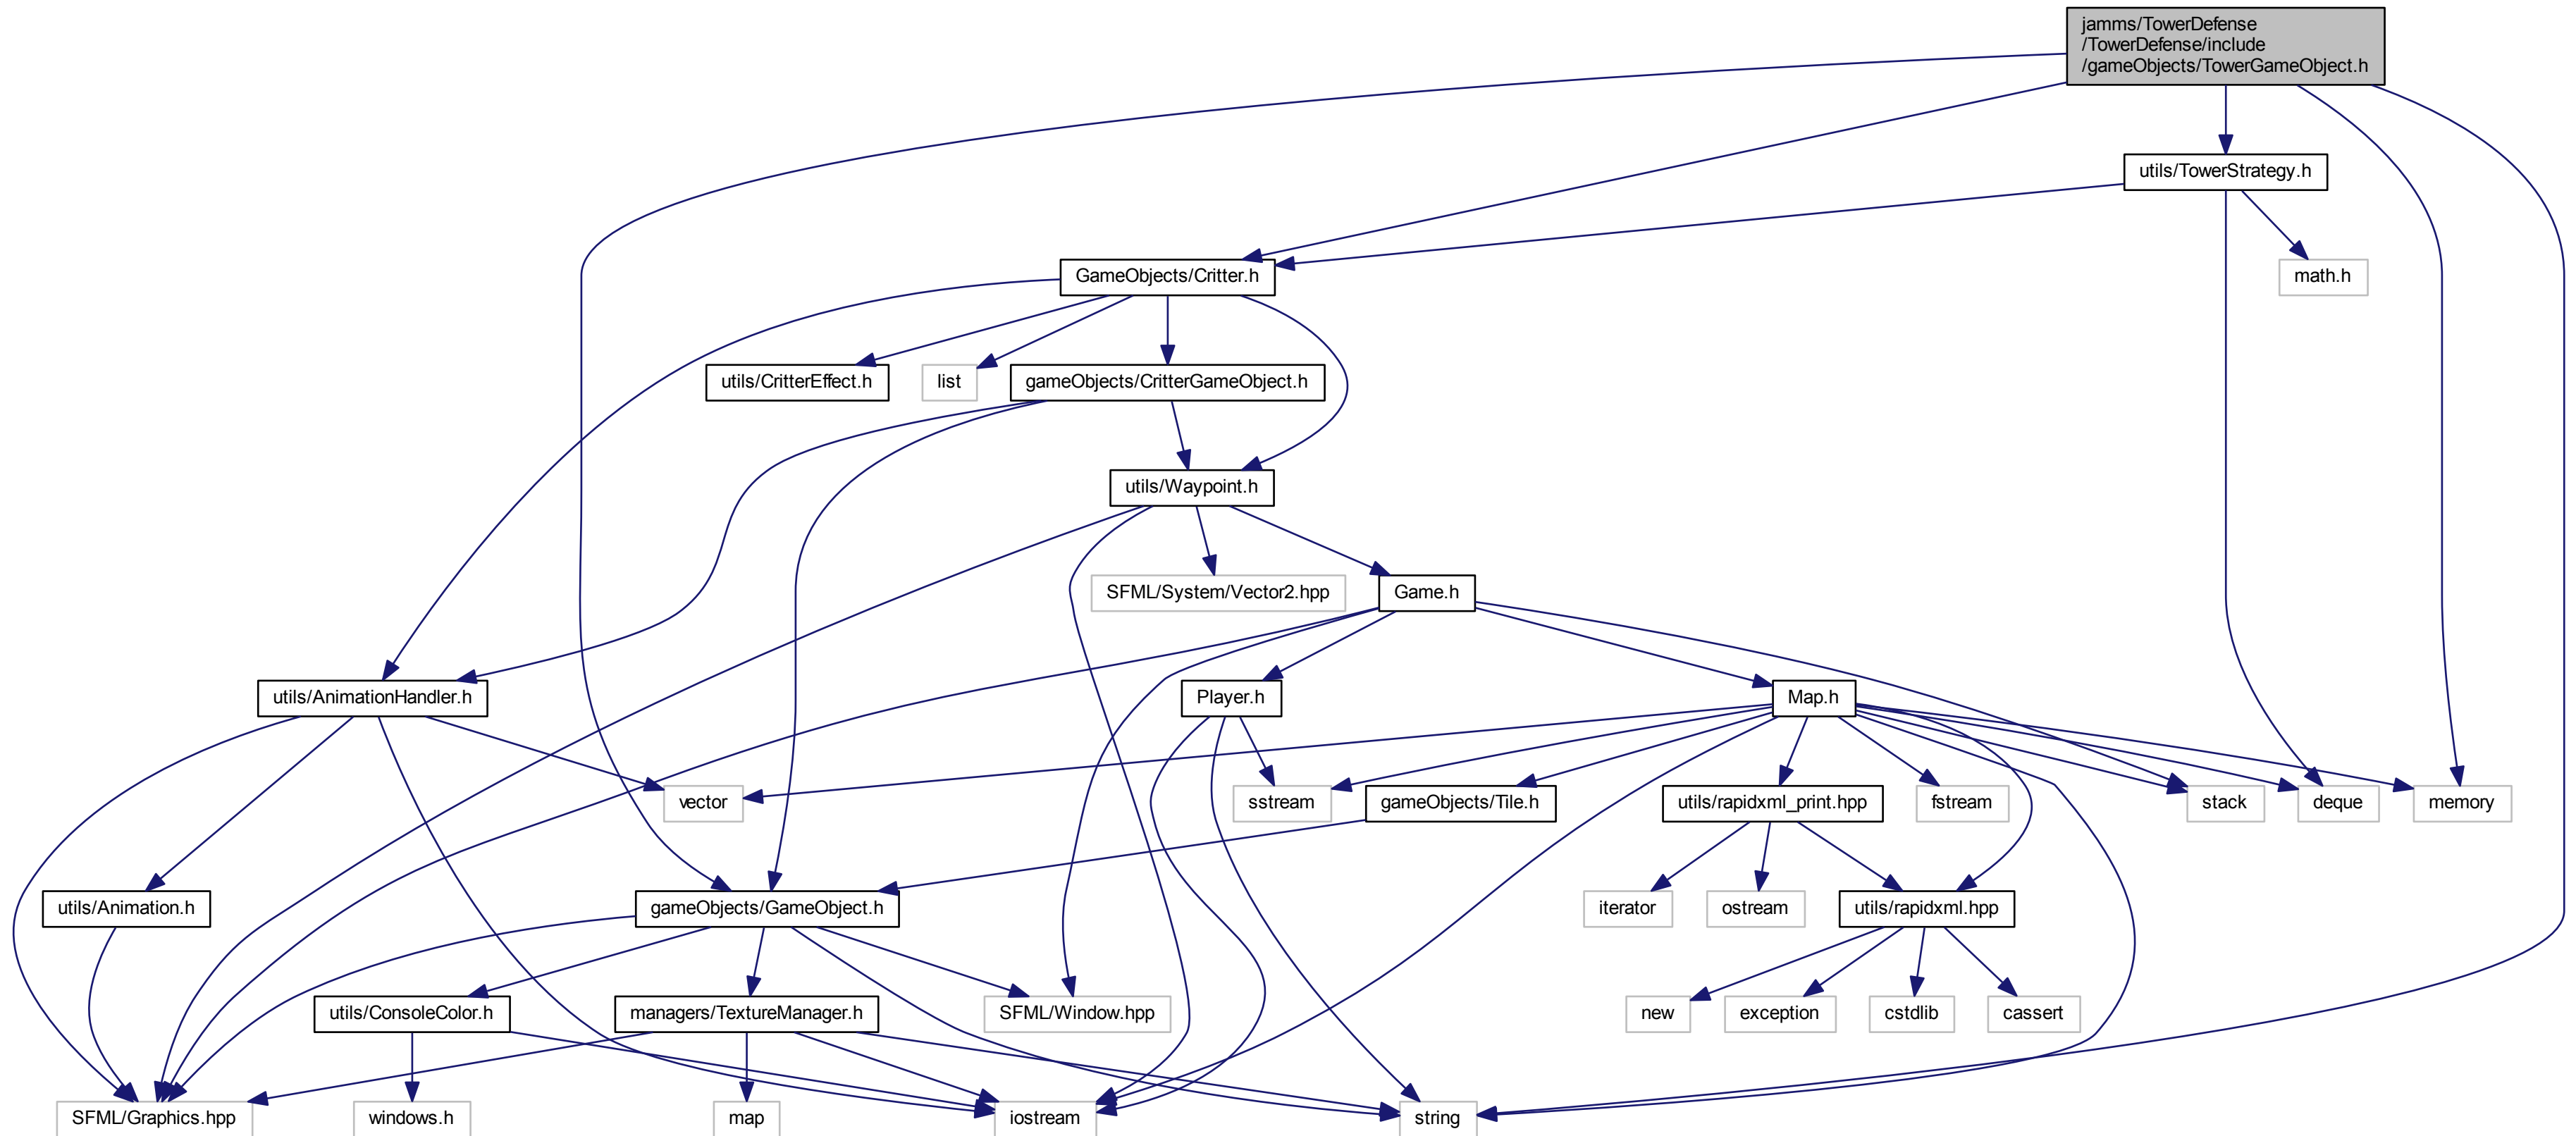 jamms/TowerDefense
/TowerDefense/include
/gameObjects/TowerGameObject.h
utils/TowerStrategy.h
GameObjects/Critter.h
math.h
utils/CritterEffect.h
list
gameObjects/CritterGameObject.h
utils/Waypoint.h
SFML/System/Vector2.hpp
Game.h
utils/AnimationHandler.h
Player.h
Map.h
vector
sstream
gameObjects/Tile.h
utils/rapidxml_print.hpp
fstream
stack
deque
memory
utils/Animation.h
gameObjects/GameObject.h
iterator
ostream
utils/rapidxml.hpp
utils/ConsoleColor.h
managers/TextureManager.h
SFML/Window.hpp
new
exception
cstdlib
cassert
SFML/Graphics.hpp
windows.h
map
iostream
string